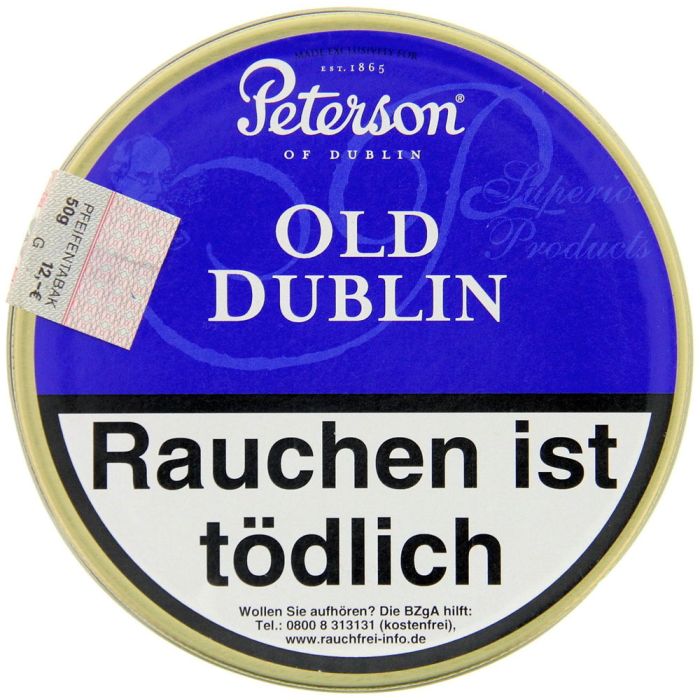 MADE EXCLUSIVELY FOR
EST. 1865
Peterson®
OF DUBLIN
Superior
Products
OLD
DUBLIN
PFEIFENTABAK
50g 12,-€
G
Rauchen ist
tödlich
Wollen Sie aufhören? Die BZgA hilft:
Tel.: 0800 8 313131 (kostenfrei),
www.rauchfrei-info.de